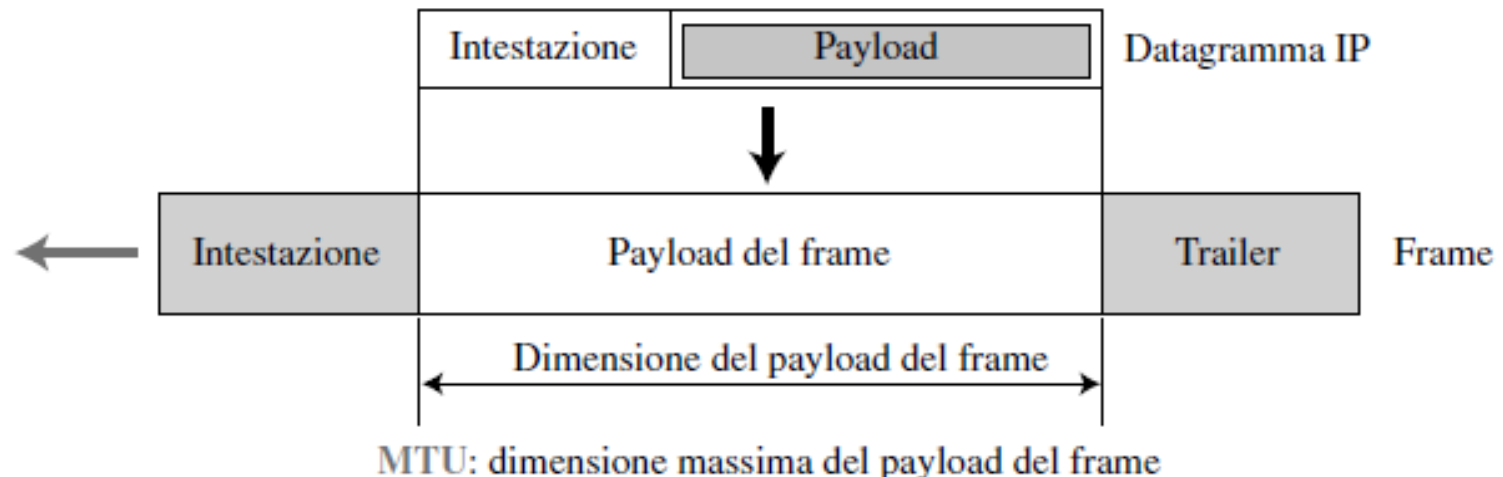 Intestazione Payload Datagramma IP
Intestazione Payload del frame Trailer Frame
Dimensione del payload del frame
MTU: dimensione massima del payload del frame